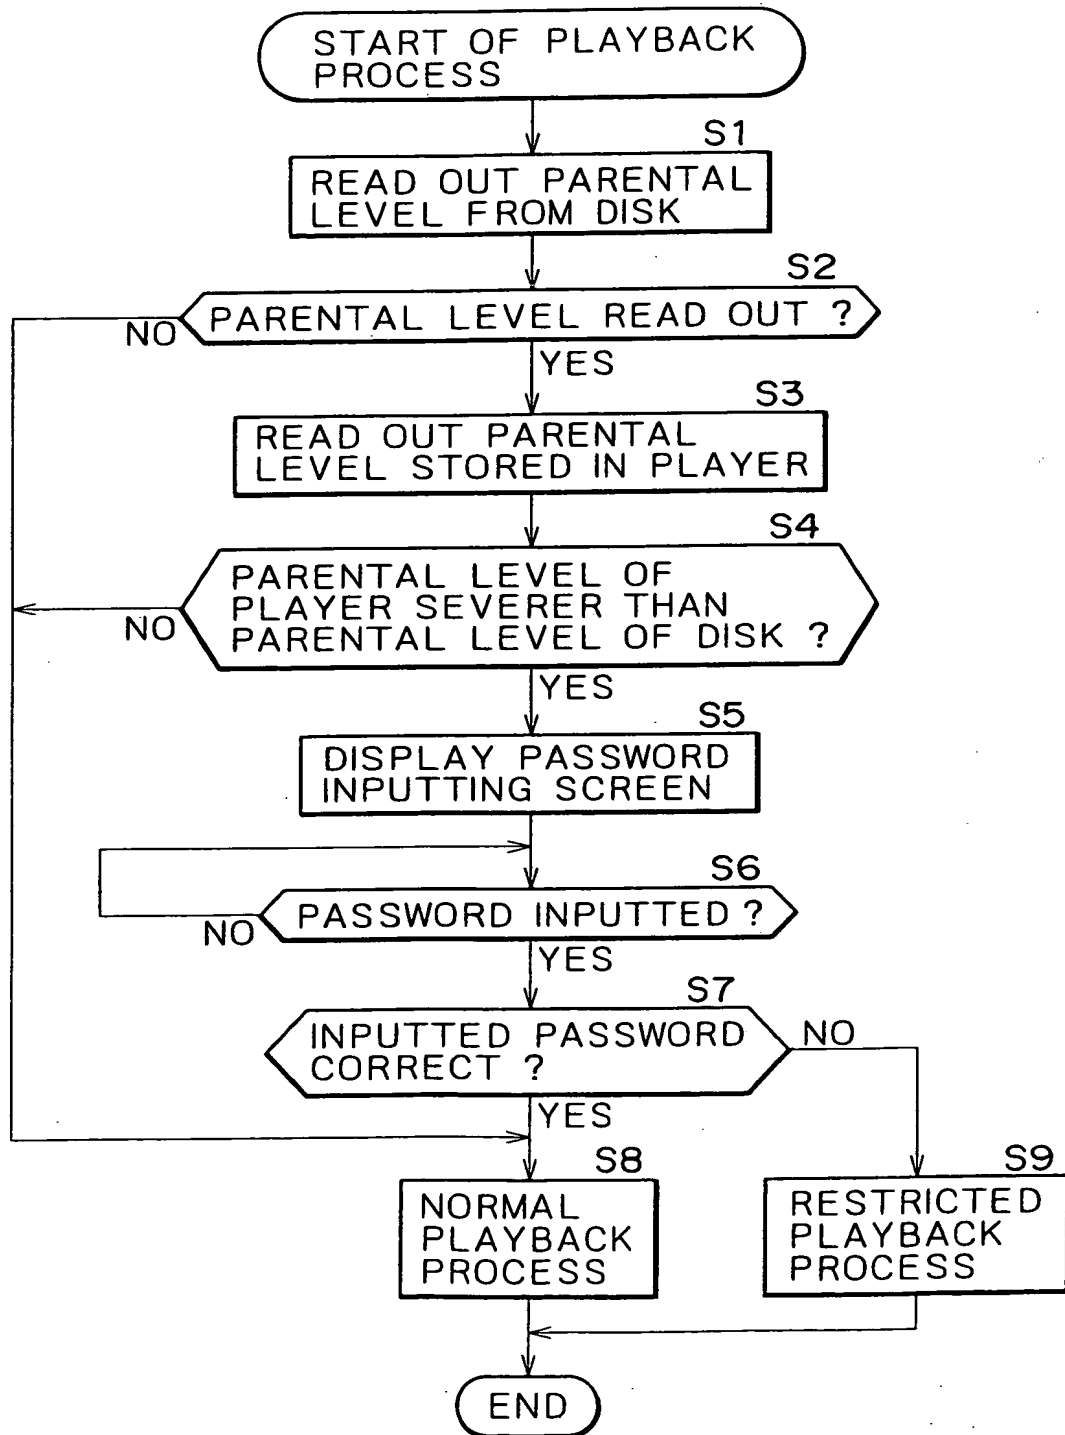 START OF PLAYBACK
PROCESS
S1
READ OUT PARENTAL
LEVEL FROM DISK
S2
PARENTAL LEVEL READ OUT ?
NO
YES
S3
READ OUT PARENTAL
LEVEL STORED IN PLAYER
S4
PARENTAL LEVEL OF
PLAYER SEVERER THAN
PARENTAL LEVEL OF DISK ?
NO
YES
S5
DISPLAY PASSWORD
INPUTTING SCREEN
S6
PASSWORD INPUTTED ?
NO
YES
S7
INPUTTED PASSWORD
CORRECT ?
NO
YES
S8
NORMAL
PLAYBACK
PROCESS
S9
RESTRICTED
PLAYBACK
PROCESS
END